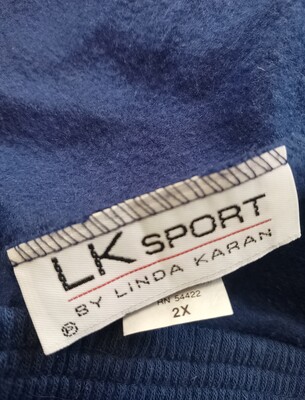 LK SPORT
BY LINDA KARAN
®
RN 54422
2X